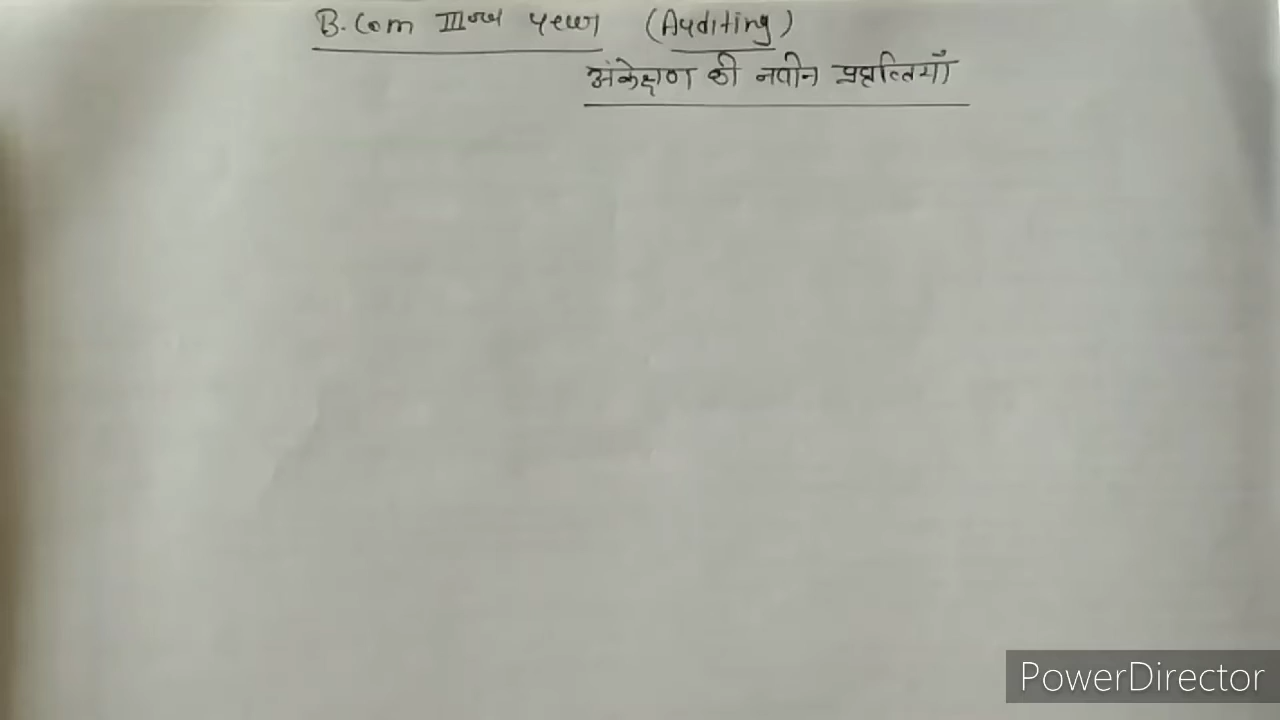 B.Com IIIrd year (Auditing)
अंकेक्षण की नवीन प्रवृत्तियाँ
PowerDirector